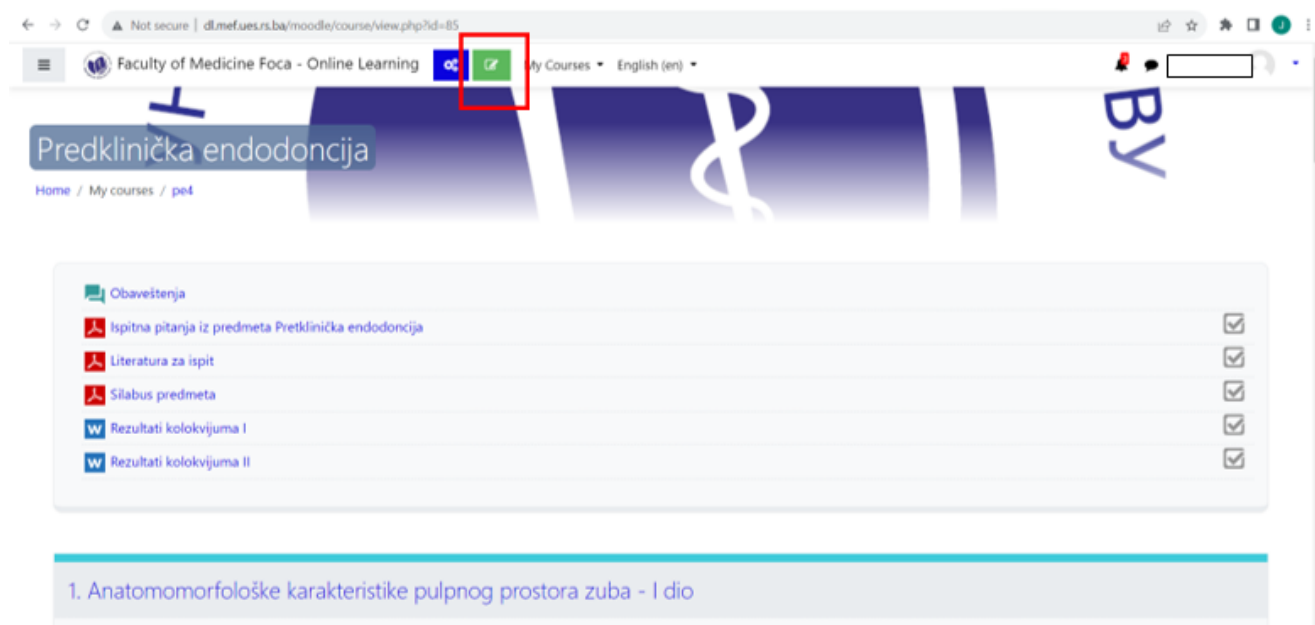 Not secure | dl.mef.ues.rs.ba/moodle/course/view.php?id=85
J
Faculty of Medicine Foca - Online Learning My Courses English (en)
Ву
Predklinička endodoncija
Home / My courses / pe4
Obaveštenja
Ispitna pitanja iz predmeta Pretklinička endodoncija
Literatura za ispit
Silabus predmeta
W Rezultati kolokvijuma I
W Rezultati kolokvijuma II
1. Anatomomorfološke karakteristike pulpnog prostora zuba - I dio